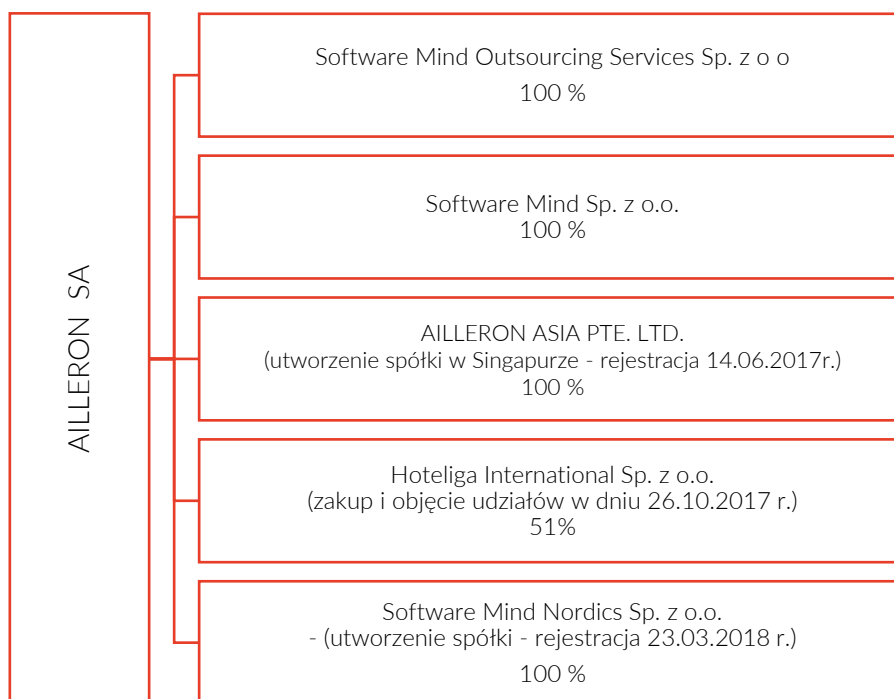 AILLERON SA
Software Mind Outsourcing Services Sp. z o o
100 %
Software Mind Sp. z o.o.
100 %
AILLERON ASIA PTE. LTD.
(utworzenie spółki w Singapurze - rejestracja 14.06.2017r.)
100 %
Hoteliga International Sp. z o.o.
(zakup i objęcie udziałów w dniu 26.10.2017 r.)
51%
Software Mind Nordics Sp. z o.o.
- (utworzenie spółki - rejestracja 23.03.2018 r.)
100 %